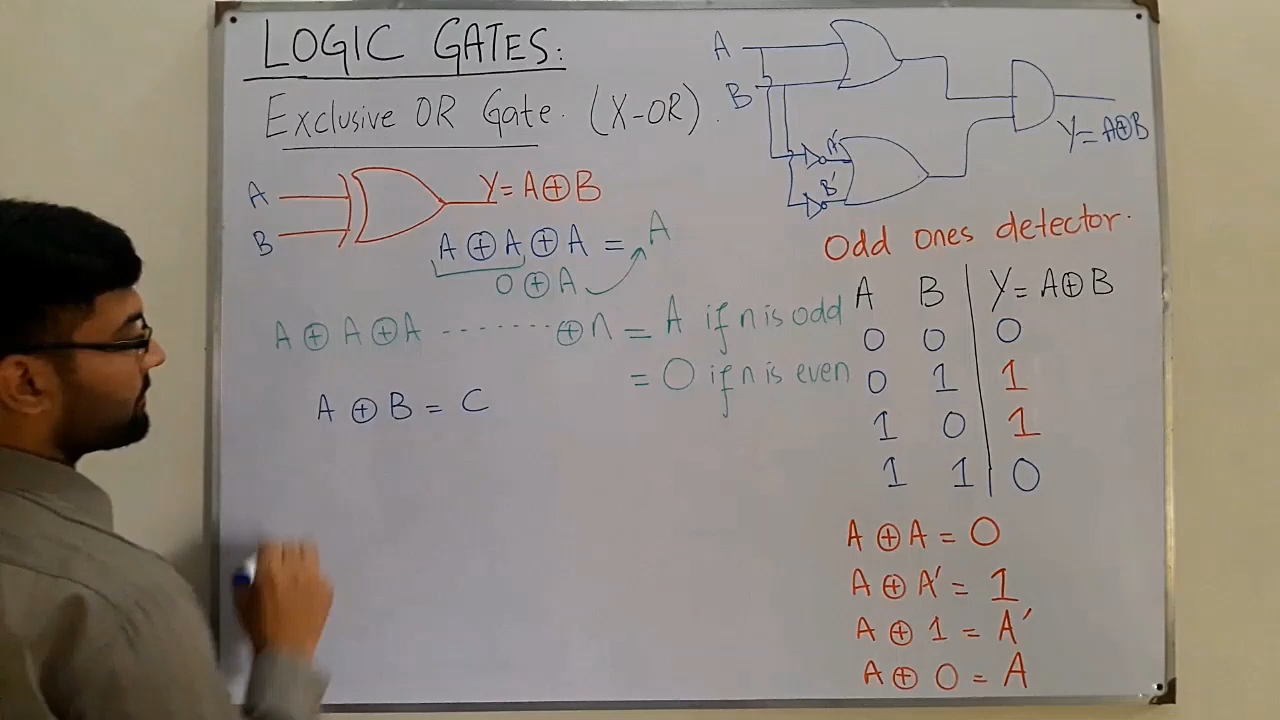 LOGIC GATES:
Exclusive OR Gate. (X-OR).
A
B
Y = A⊕B
A ⊕ A ⊕ A = A
0 ⊕ A
A ⊕ A ⊕ A ------- ⊕ n = A if n is odd
= 0 if n is even
A ⊕ B = C
A
B
A'
B'
Y = A⊕B
Odd ones detector.
A B Y = A⊕B
0 0 0
0 1 1
1 0 1
1 1 0
A ⊕ A = 0
A ⊕ A' = 1
A ⊕ 1 = A'
A ⊕ 0 = A